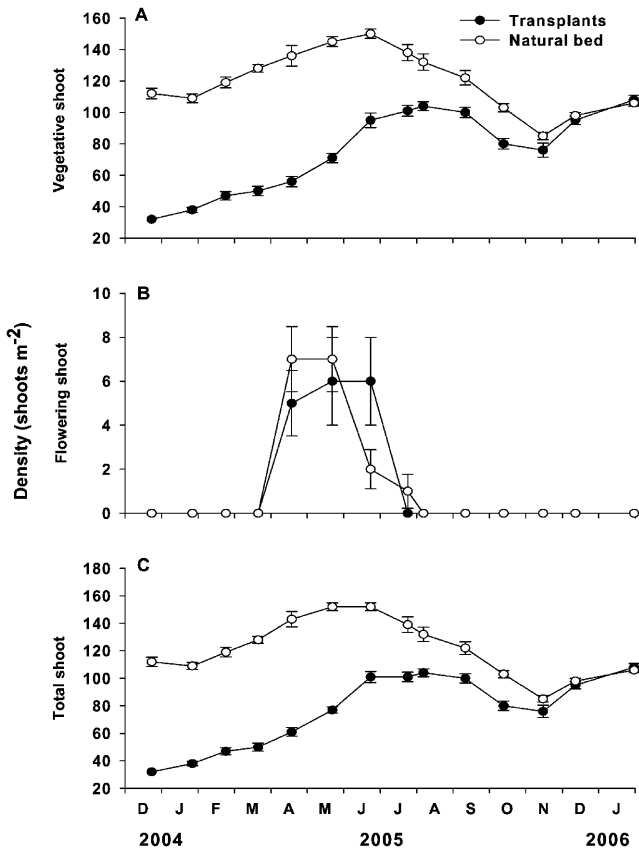 A
Transplants
Natural bed
160
140
120
100
80
60
40
20
Vegetative shoot
B
10
8
6
4
2
0
Flowering shoot
Density (shoots m-2)
C
180
160
140
120
100
80
60
40
20
Total shoot
D J F M A M J J A S O N D J
2004 2005 2006